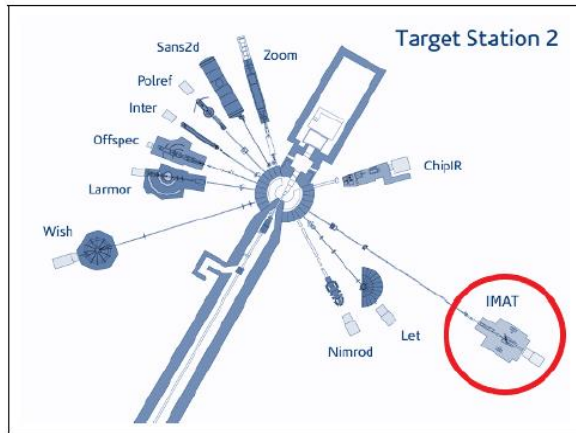 Target Station 2
Sans2d
Zoom
Polref
Inter
Offspec
Larmor
Wish
ChipIR
IMAT
Let
Nimrod